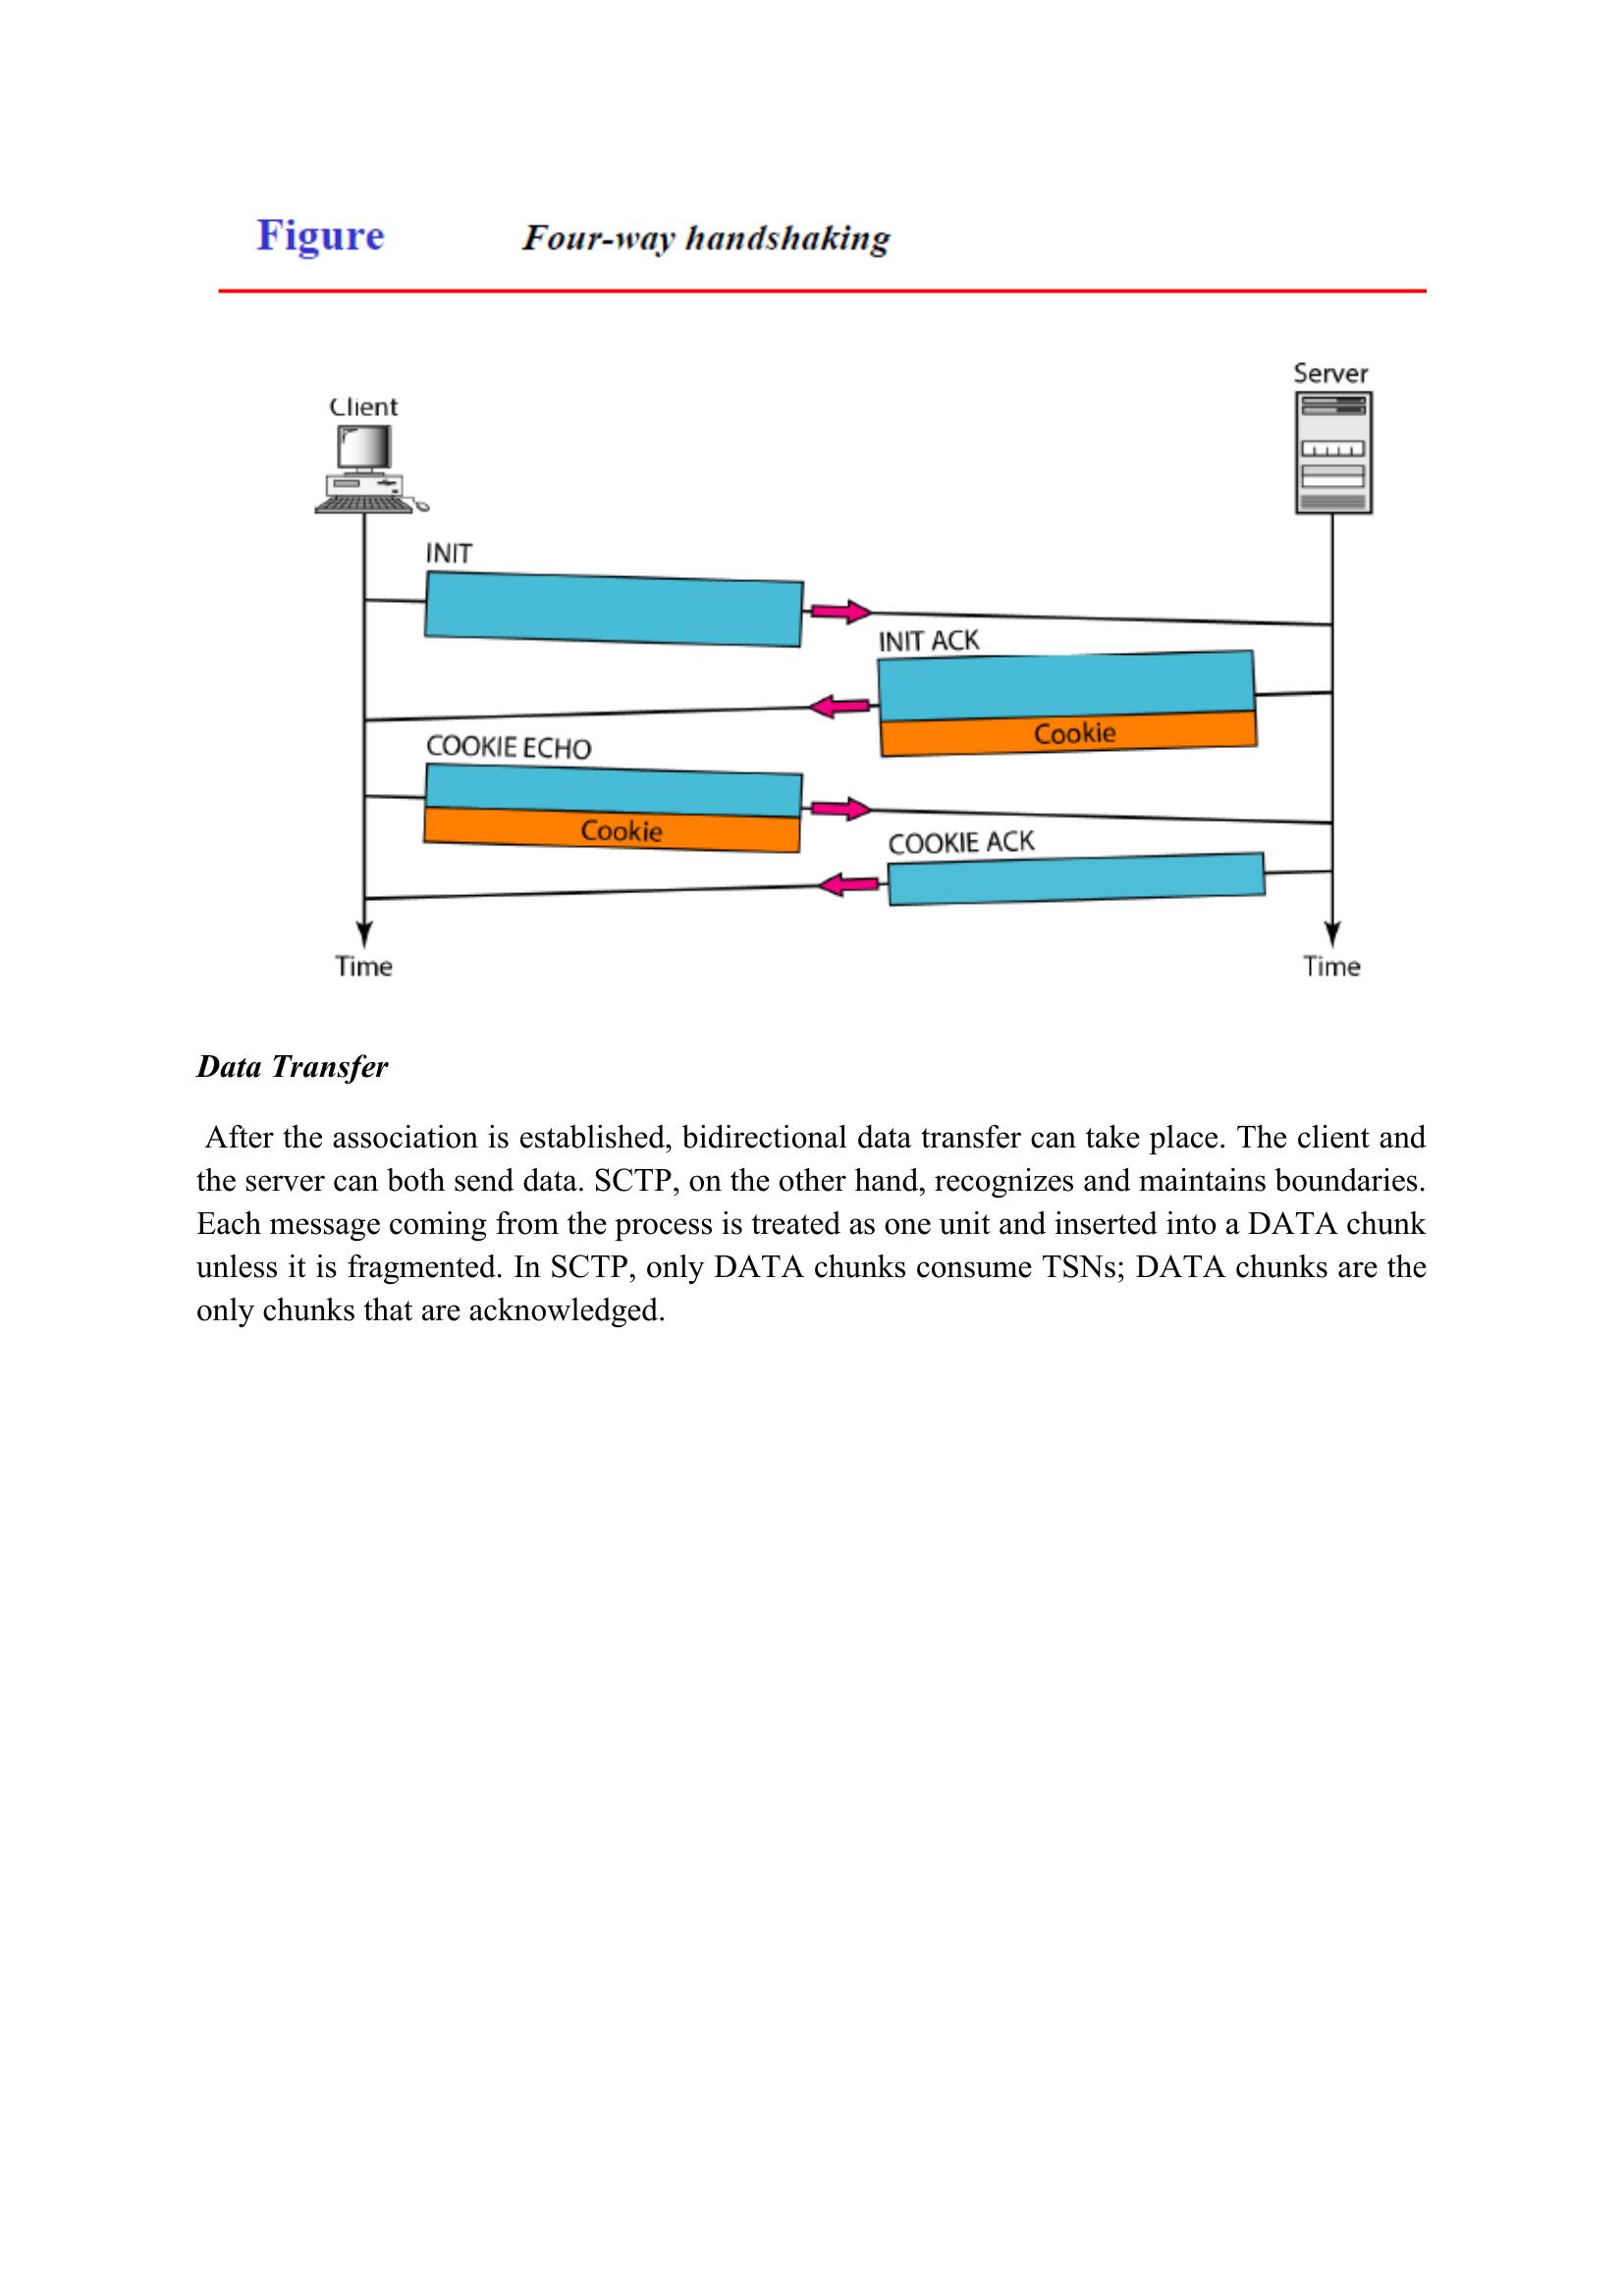 Figure Four-way handshaking
Server
Client
INIT
INIT ACK
Cookie
COOKIE ECHO
Cookie
COOKIE ACK
Time Time
Data Transfer
After the association is established, bidirectional data transfer can take place. The client and
the server can both send data. SCTP, on the other hand, recognizes and maintains boundaries.
Each message coming from the process is treated as one unit and inserted into a DATA chunk
unless it is fragmented. In SCTP, only DATA chunks consume TSNs; DATA chunks are the
only chunks that are acknowledged.